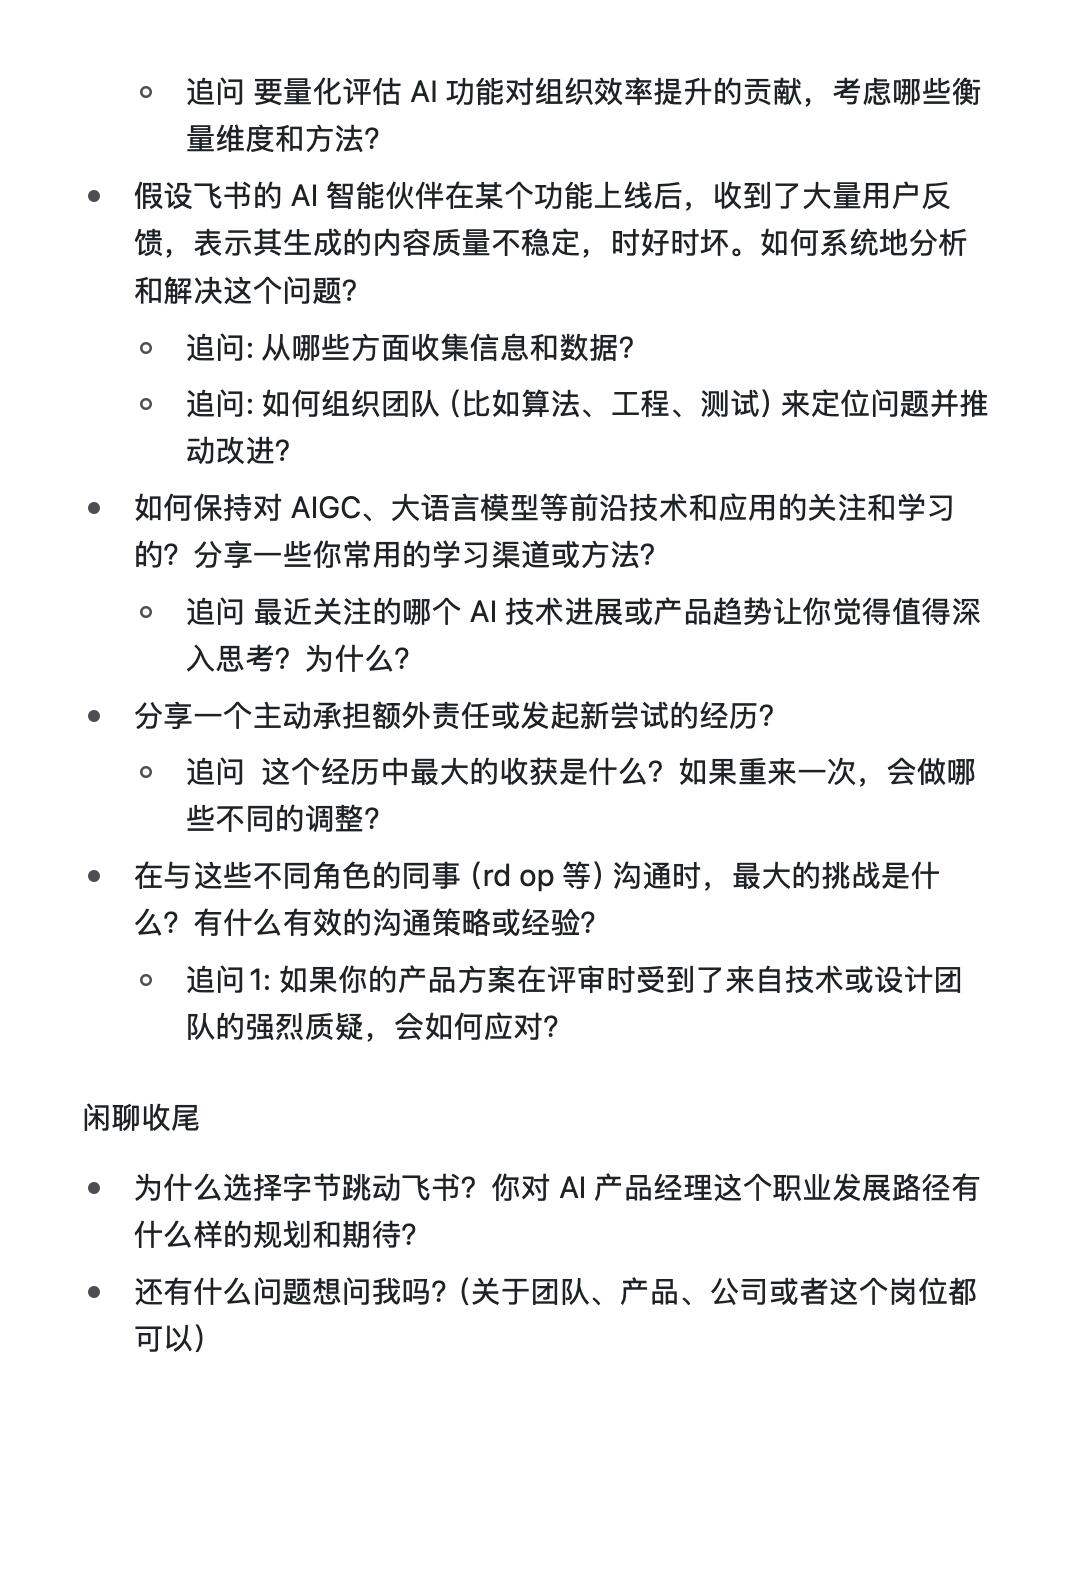 追问 要量化评估 AI 功能对组织效率提升的贡献，考虑哪些衡
量维度和方法？
假设飞书的 AI 智能伙伴在某个功能上线后，收到了大量用户反
馈，表示其生成的内容质量不稳定，时好时坏。如何系统地分析
和解决这个问题？
追问：从哪些方面收集信息和数据？
追问：如何组织团队（比如算法、工程、测试）来定位问题并推
动改进？
如何保持对 AIGC、大语言模型等前沿技术和应用的关注和学习
的？分享一些你常用的学习渠道或方法？
追问 最近关注的哪个 AI 技术进展或产品趋势让你觉得值得深
入思考？为什么？
分享一个主动承担额外责任或发起新尝试的经历？
追问  这个经历中最大的收获是什么？如果重来一次，会做哪
些不同的调整？
在与这些不同角色的同事（rd op 等）沟通时，最大的挑战是什
么？有什么有效的沟通策略或经验？
追问1：如果你的产品方案在评审时受到了来自技术或设计团
队的强烈质疑，会如何应对？
闲聊收尾
为什么选择字节跳动飞书？你对 AI 产品经理这个职业发展路径有
什么样的规划和期待？
还有什么问题想问我吗？（关于团队、产品、公司或者这个岗位都
可以）